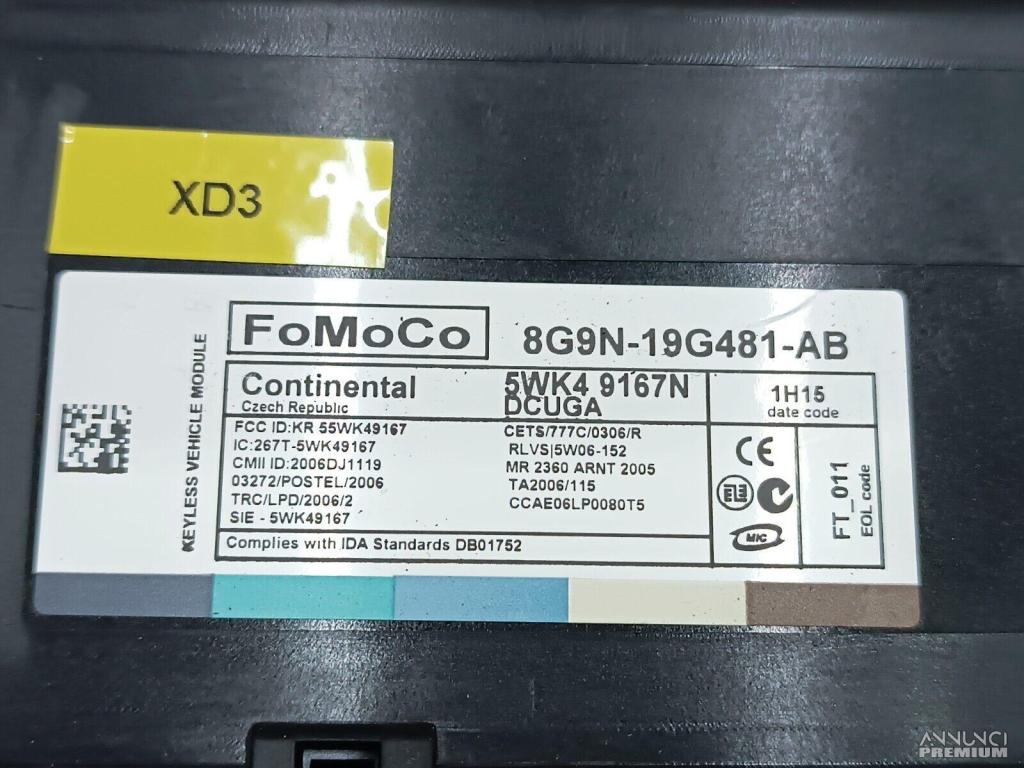 XD3
KEYLESS VEHICLE MODULE
FoMoCo
8G9N-19G481-AB
Continental
Czech Republic
5WK4 9167N
DCUGA
1H15
date code
FCC ID:KR 55WK49167
IC:267T-5WK49167
CMII ID:2006DJ1119
03272/POSTEL/2006
TRC/LPD/2006/2
SIE - 5WK49167
CETS/777C/0306/R
RLVS|5W06-152
MR 2360 ARNT 2005
TA2006/115
CCAE06LP0080T5
Complies with IDA Standards DB01752
CE
MIC
FT_011
EOL code
ANNUNCI
PREMIUM